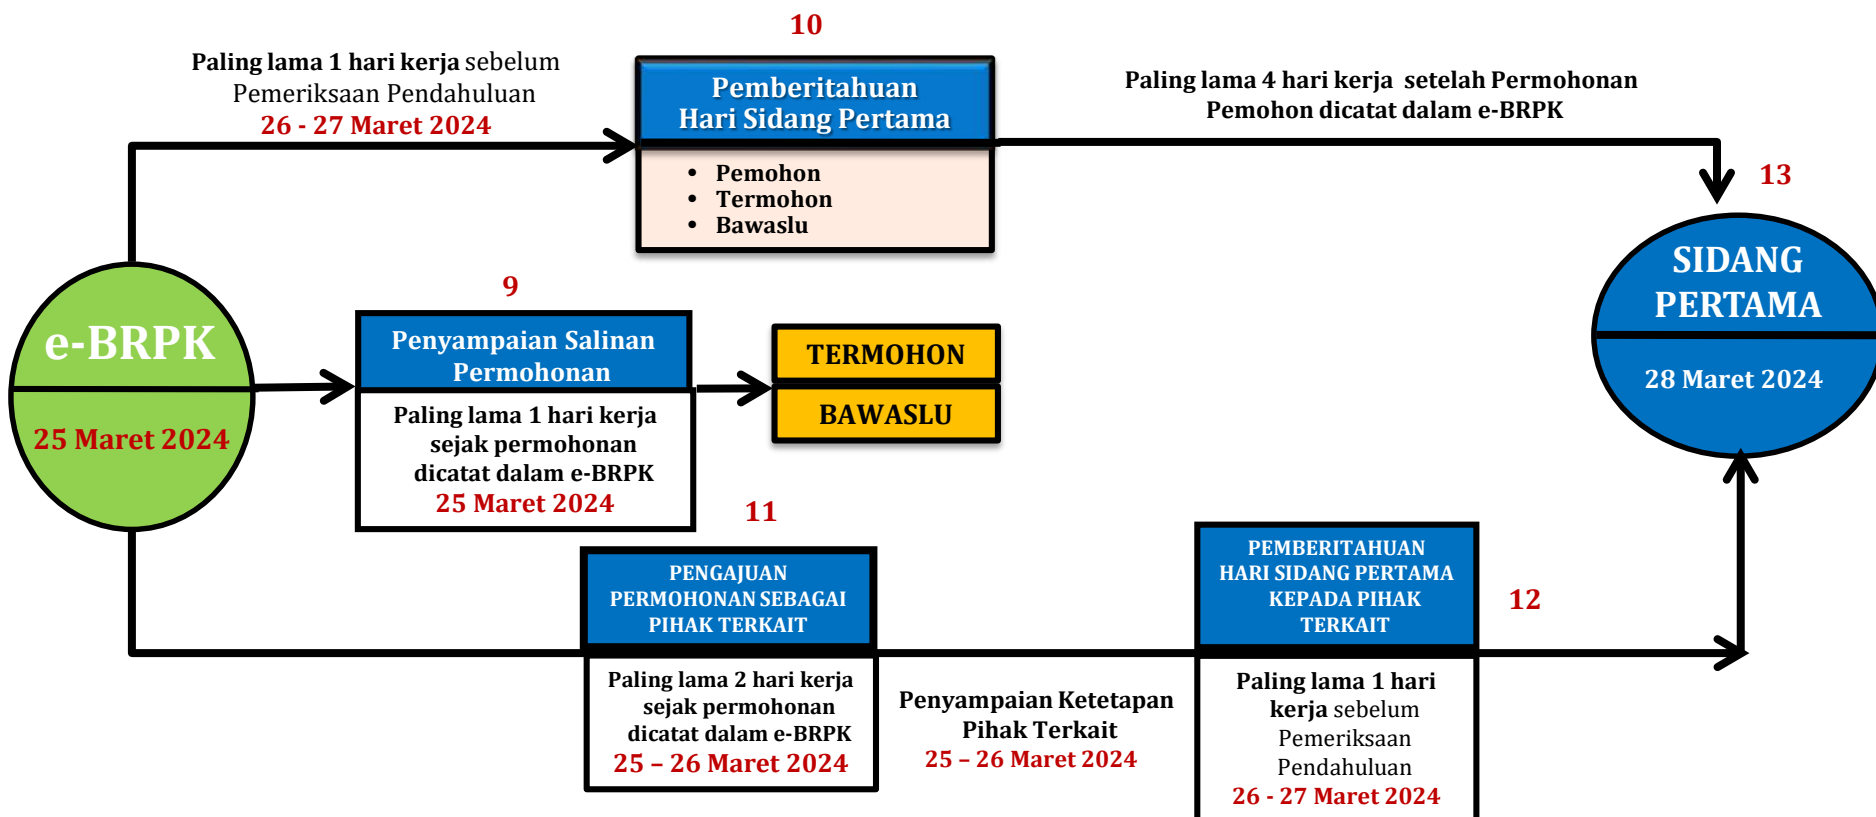 10
Paling lama 1 hari kerja sebelum
Pemeriksaan Pendahuluan
26 - 27 Maret 2024
Pemberitahuan
Hari Sidang Pertama
• Pemohon
• Termohon
• Bawaslu
Paling lama 4 hari kerja setelah Permohonan
Pemohon dicatat dalam e-BRPK
13
SIDANG
PERTAMA
28 Maret 2024
e-BRPK
25 Maret 2024
9
Penyampaian Salinan
Permohonan
Paling lama 1 hari kerja
sejak permohonan
dicatat dalam e-BRPK
25 Maret 2024
TERMOHON
BAWASLU
11
PENGAJUAN
PERMOHONAN SEBAGAI
PIHAK TERKAIT
Paling lama 2 hari kerja
sejak permohonan
dicatat dalam e-BRPK
25 – 26 Maret 2024
Penyampaian Ketetapan
Pihak Terkait
25 – 26 Maret 2024
12
PEMBERITAHUAN
HARI SIDANG PERTAMA
KEPADA PIHAK
TERKAIT
Paling lama 1 hari
kerja sebelum
Pemeriksaan
Pendahuluan
26 - 27 Maret 2024